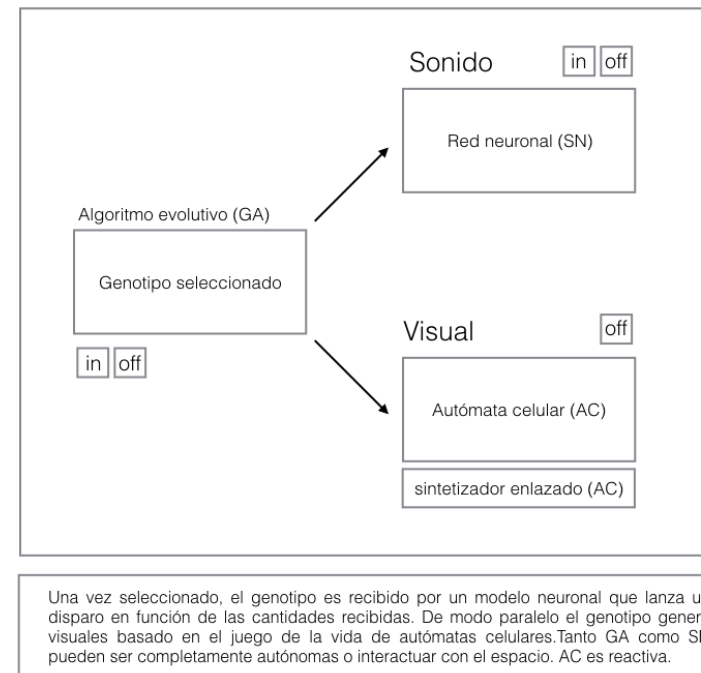 Sonido
in off
Red neuronal (SN)
Algoritmo evolutivo (GA)
Genotipo seleccionado
in off
Visual
off
Autómata celular (AC)
sintetizador enlazado (AC)
Una vez seleccionado, el genotipo es recibido por un modelo neuronal que lanza
disparo en función de las cantidades recibidas. De modo paralelo el genotipo
visuales basado en el juego de la vida de autómatas celulares.Tanto GA como
pueden ser completamente autónomas o interactuar con el espacio. AC es reactiva.